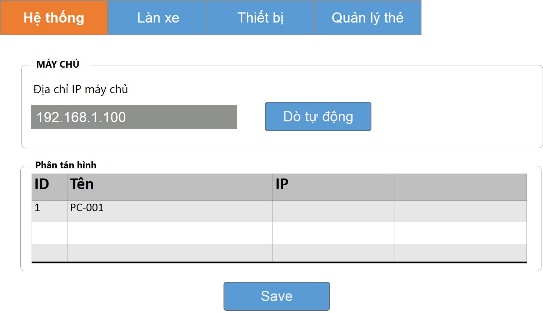 Hệ thống Làn xe Thiết bị Quản lý thẻ
MÁY CHỦ
Địa chỉ IP máy chủ
192.168.1.100 Dò tự động
Phân tán hình
ID Tên IP
1 PC-001
Save